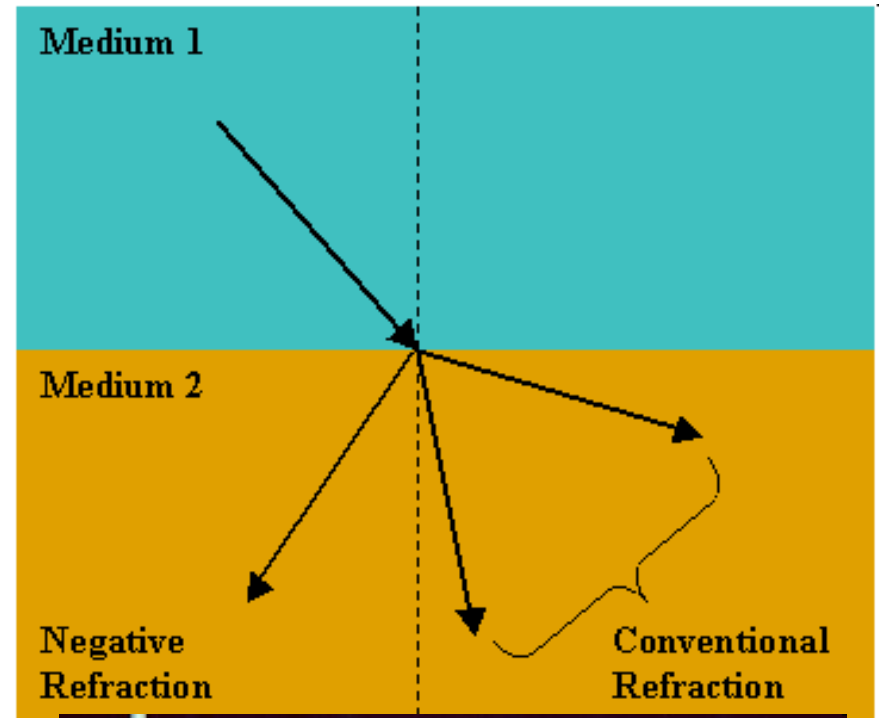 Medium 1
Medium 2
Negative
Refraction
Conventional
Refraction